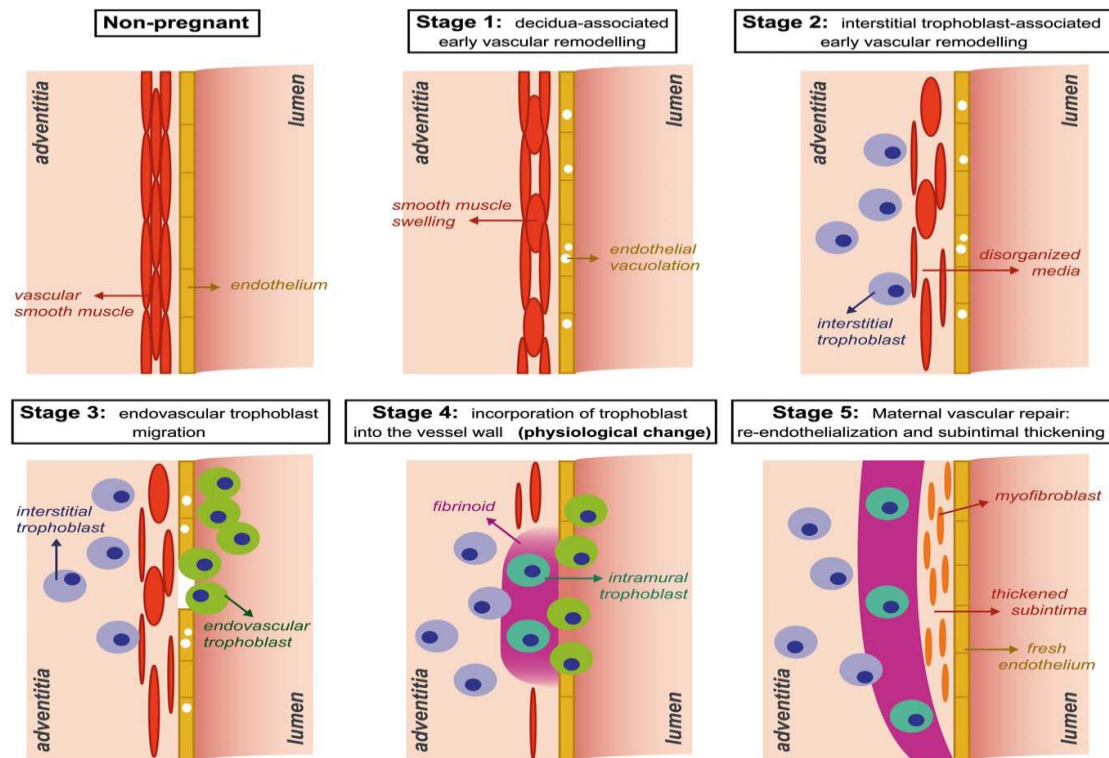 Non-pregnant
adventitia
lumen
vascular
smooth muscle
endothelium
Stage 1: decidua-associated
early vascular remodelling
adventitia
lumen
smooth muscle
swelling
endothelial
vacuolation
Stage 2: interstitial trophoblast-associated
early vascular remodelling
adventitia
lumen
disorganized
media
interstitial
trophoblast
Stage 3: endovascular trophoblast
migration
interstitial
trophoblast
endovascular
trophoblast
adventitia
lumen
Stage 4: incorporation of trophoblast
into the vessel wall (physiological change)
fibrinoid
intramural
trophoblast
adventitia
lumen
Stage 5: Maternal vascular repair:
re-endothelialization and subintimal thickening
myofibroblast
thickened
subintima
fresh
endothelium
adventitia
lumen